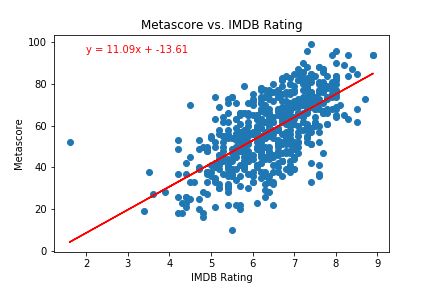 Metascore vs. IMDB Rating
y = 11.09x + -13.61
100
80
60
40
20
0
Metascore
2 3 4 5 6 7 8 9
IMDB Rating